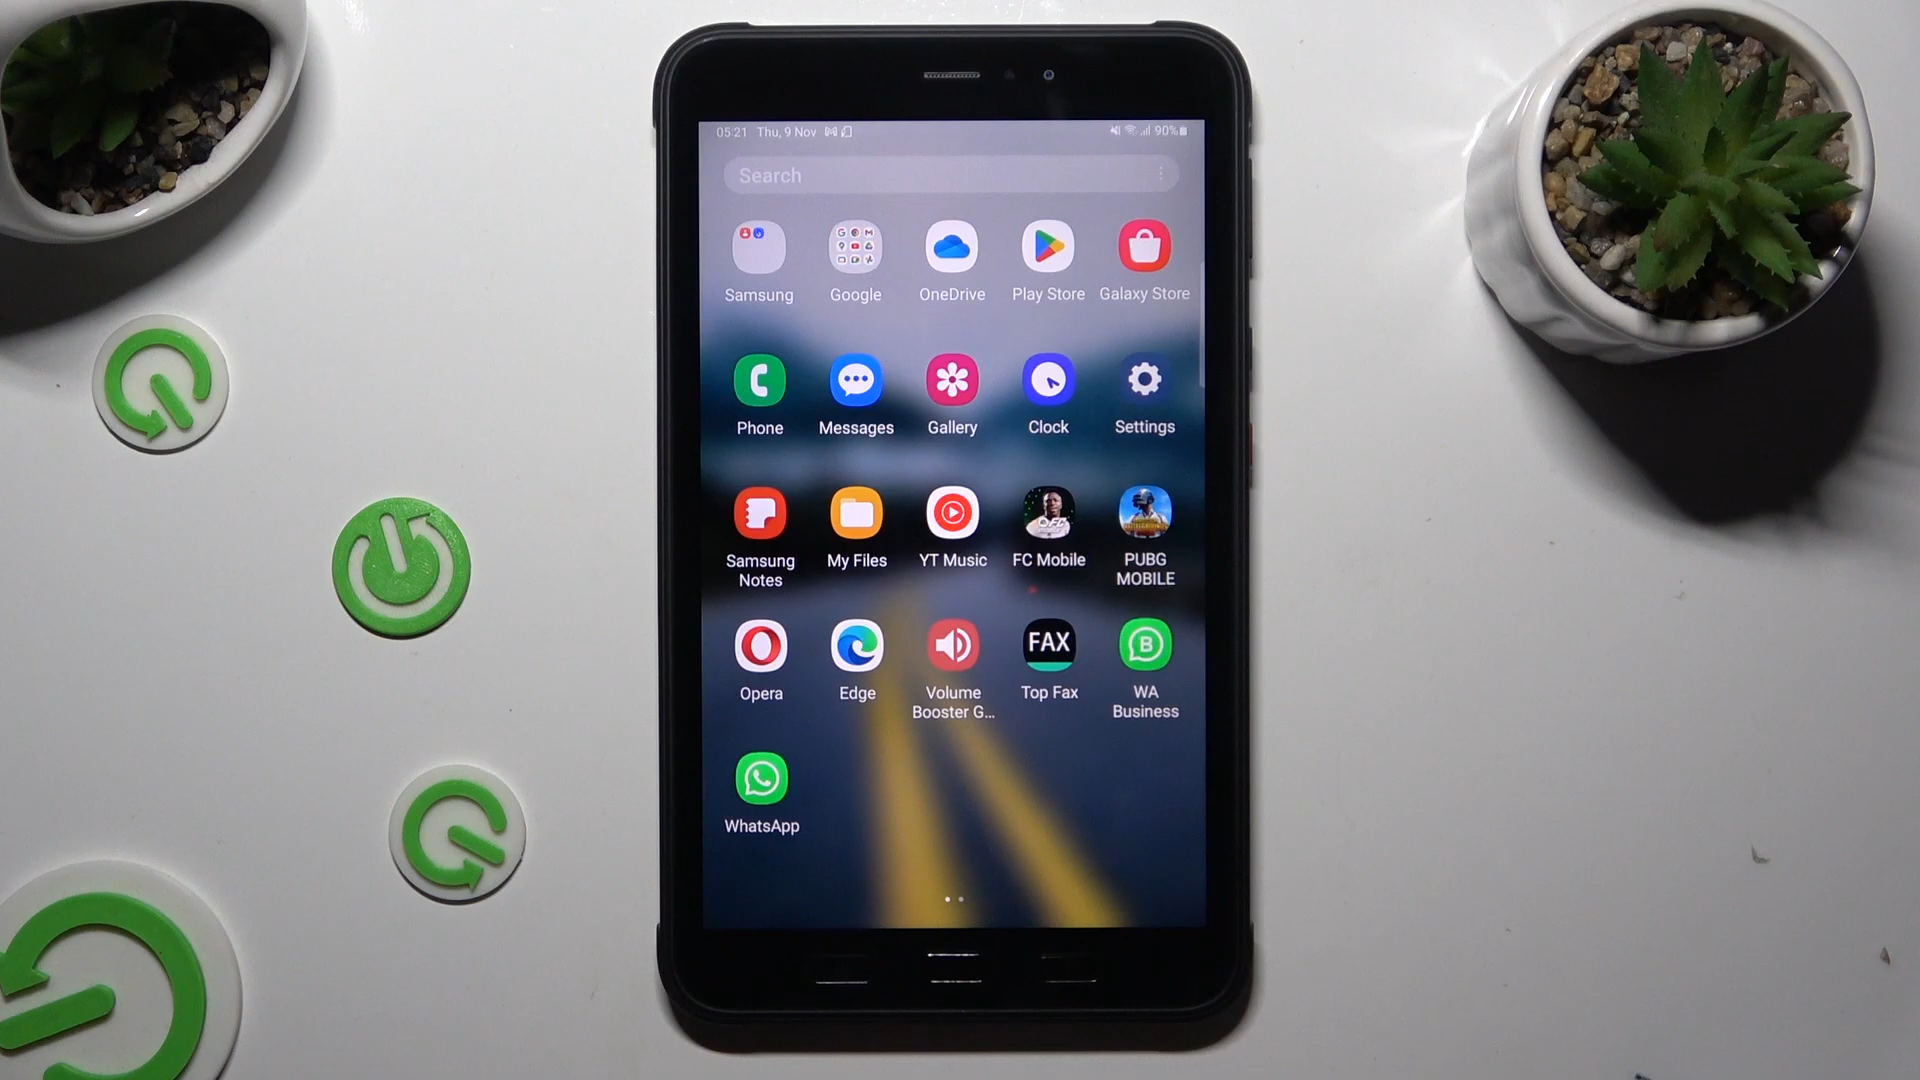 05:21 Thu, 9 Nov
90%
Search
Samsung Google OneDrive Play Store Galaxy Store
Phone Messages Gallery Clock Settings
Samsung Notes My Files YT Music FC Mobile PUBG MOBILE
FAX
Opera Edge Volume Booster G... Top Fax WA Business
WhatsApp